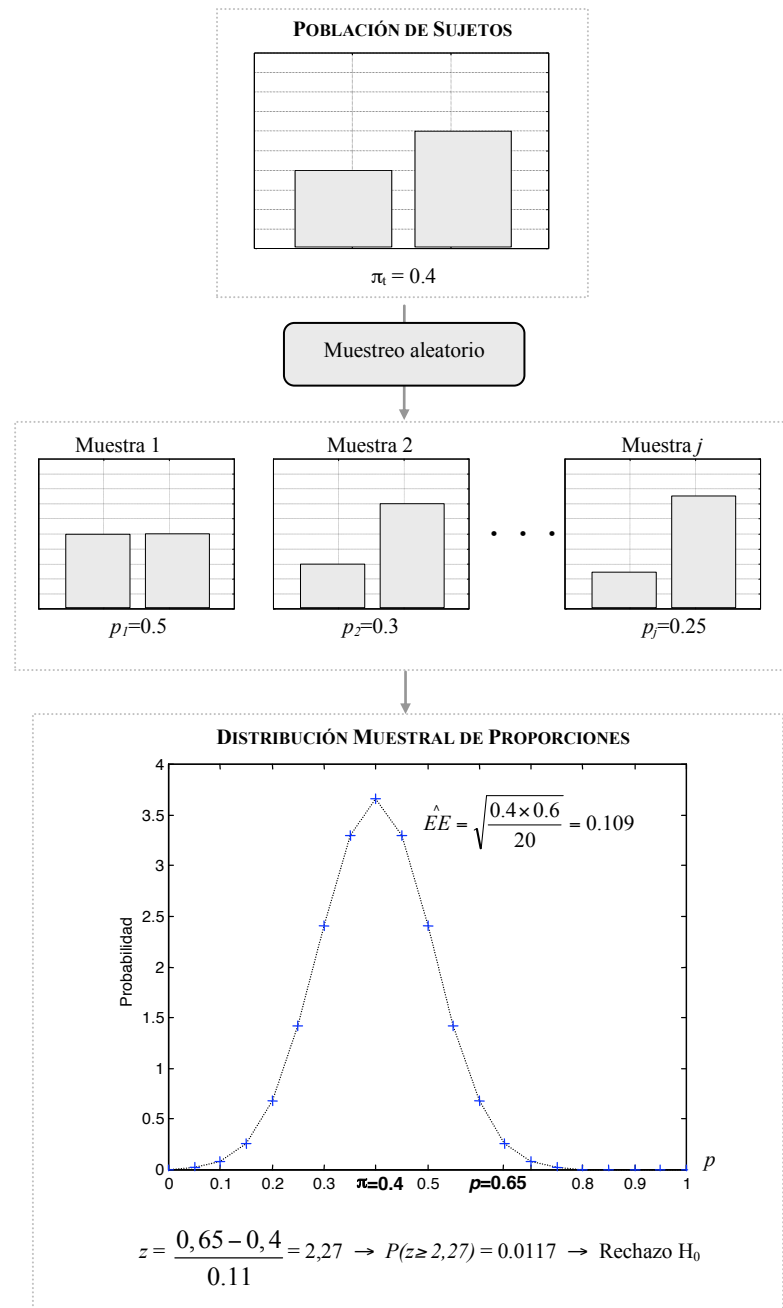 POBLACIÓN DE SUJETOS
πt = 0.4
Muestreo aleatorio
Muestra 1
Muestra 2
Muestra j
. . .
p1=0.5
p2=0.3
pj=0.25
DISTRIBUCIÓN MUESTRAL DE PROPORCIONES
4
3.5
3
2.5
2
1.5
1
0.5
0
Probabilidad
ÊE = √(0.4×0.6/20) = 0.109
0 0.1 0.2 0.3 π=0.4 0.5 p=0.65 0.7 0.8 0.9 1
p
z = (0,65 – 0,4)/0.11 = 2,27 → P(z≥2,27) = 0.0117 → Rechazo H0